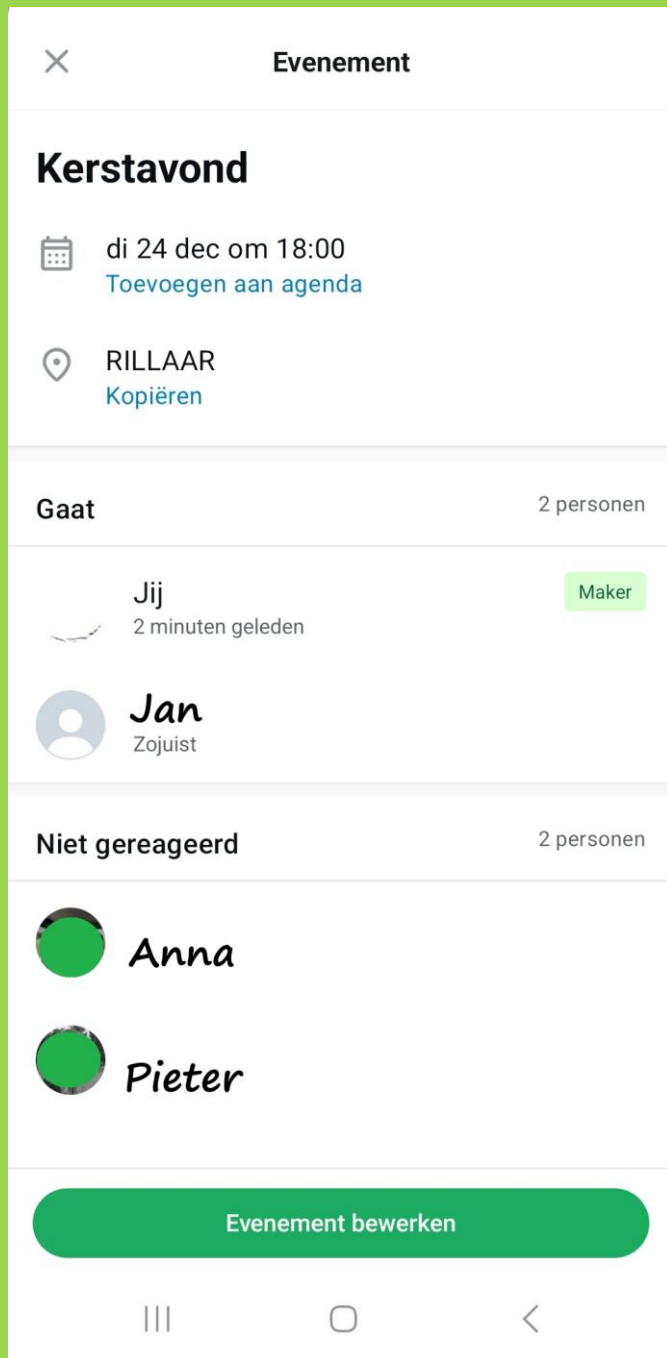 Evenement
Kerstavond
di 24 dec om 18:00
Toevoegen aan agenda
RILLAAR
Kopiëren
Gaat 2 personen
Jij Maker
2 minuten geleden
Jan
Zojuist
Niet gereageerd 2 personen
Anna
Pieter
Evenement bewerken